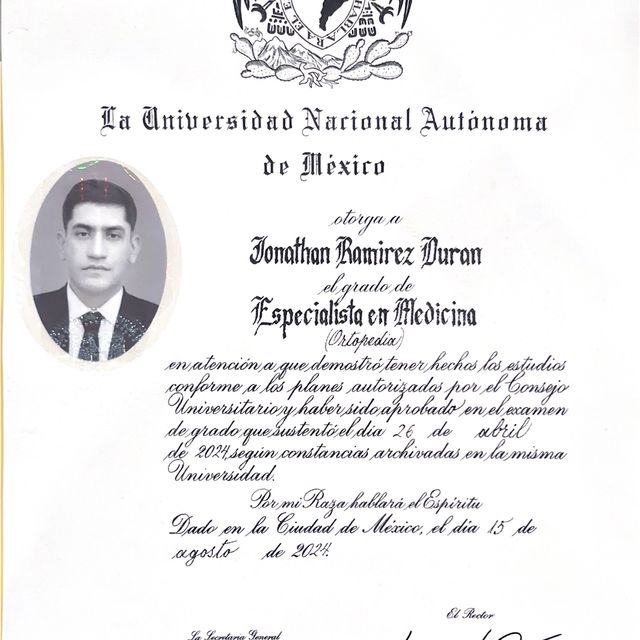 HABLARA EL E
La Universidad Nacional Autónoma
de México
otorga a
Jonathan Ramirez Duran
el grado de
Especialista en Medicina
(Ortopedia)
en atención a que demostró tener hechos los estudios
conforme a los planes autorizados por el Consejo
Universitario y haber sido aprobado en el examen
de grado que sustentó el día 26 de abril
de 2024, según constancias archivadas en la misma
Universidad.
Por mi Raza hablará el Espíritu
Dado en la Ciudad de México, el día 15 de
agosto de 2024.
El Rector
La Secretaria General